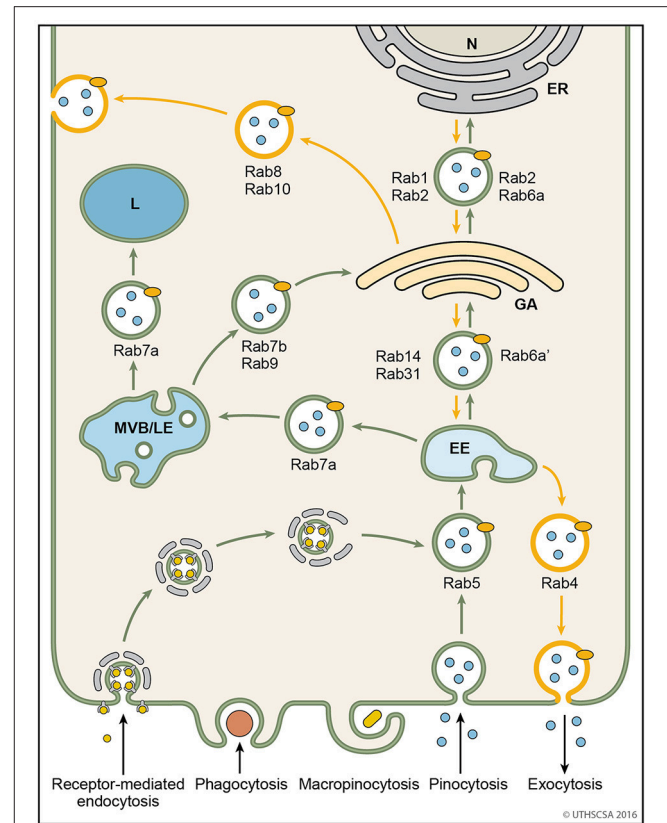 N
ER
Rab8
Rab10
Rab1
Rab2
Rab2
Rab6a
L
GA
Rab7a
Rab7b
Rab9
Rab14
Rab31
Rab6a’
MVB/LE
Rab7a
EE
Rab5
Rab4
Receptor-mediated
endocytosis
Phagocytosis
Macropinocytosis
Pinocytosis
Exocytosis
© UTHSCSA 2016